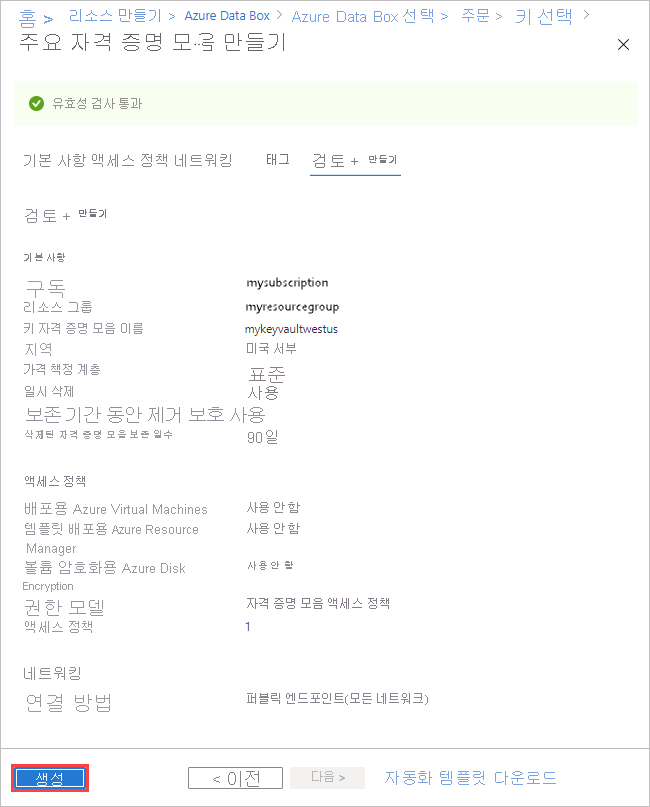 홈 > 리소스 만들기 > Azure Data Box > Azure Data Box 선택 > 주문 > 키 선택 >
주요 자격 증명 모음 만들기
유효성 검사 통과
기본 사항 액세스 정책 네트워킹 태그 검토 + 만들기
검토 + 만들기
기본 사항
구독 mysubscription
리소스 그룹 myresourcegroup
키 자격 증명 모음 이름 mykeyvaultwestus
지역 미국 서부
가격 책정 계층 표준
일시 삭제 사용
보존 기간 동안 제거 보호 사용
삭제된 자격 증명 모음 보존 일수 90일
액세스 정책
배포용 Azure Virtual Machines 사용 안 함
템플릿 배포용 Azure Resource 사용 안 함
Manager
볼륨 암호화용 Azure Disk 사용 안 함
Encryption
권한 모델 자격 증명 모음 액세스 정책
액세스 정책 1
네트워킹
연결 방법 퍼블릭 엔드포인트(모든 네트워크)
생성 < 이전 다음 > 자동화 템플릿 다운로드